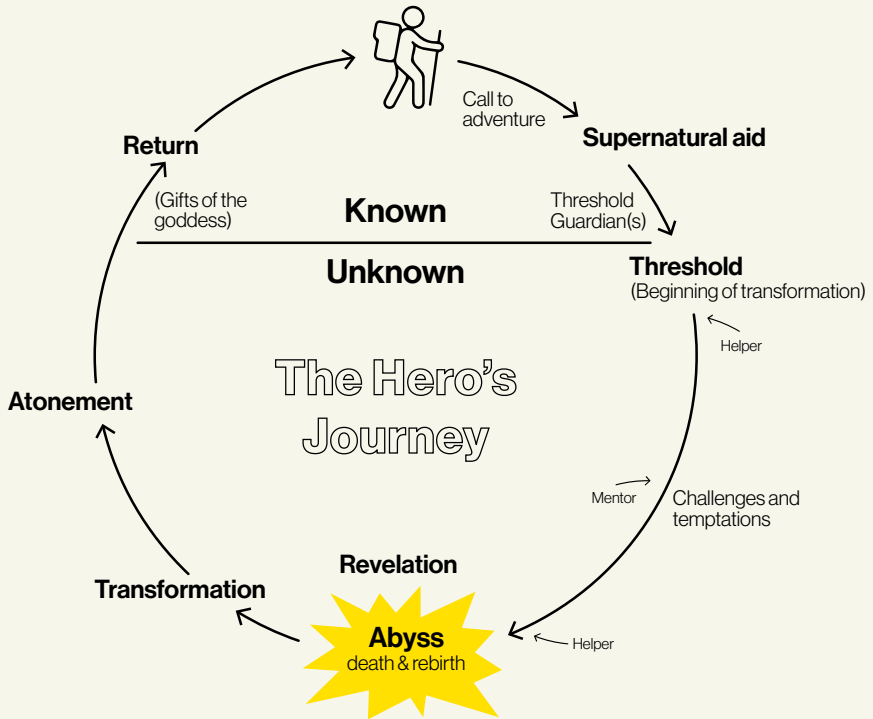 Call to
adventure
Supernatural aid
Return
(Gifts of the
goddess)
Known
Threshold
Guardian(s)
Unknown
Threshold
(Beginning of transformation)
Helper
The Hero's
Journey
Atonement
Mentor
Challenges and
temptations
Revelation
Transformation
Abyss
death & rebirth
Helper